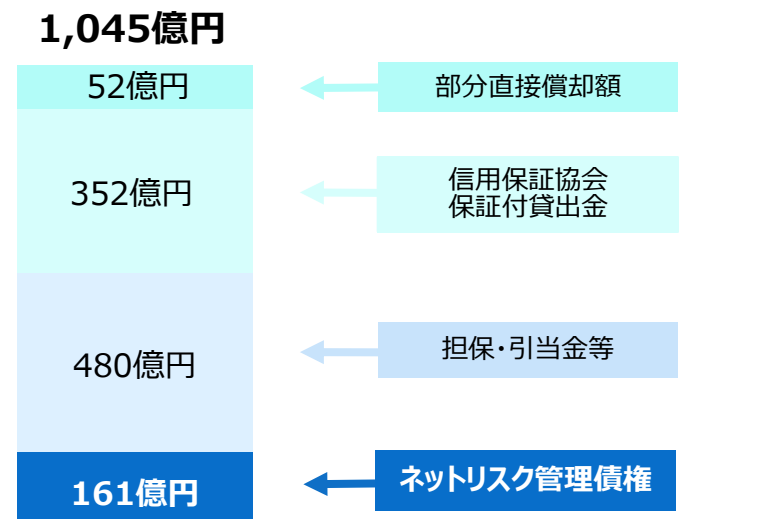 1,045億円
52億円
部分直接償却額
352億円
信用保証協会
保証付貸出金
480億円
担保・引当金等
161億円
ネットリスク管理債権